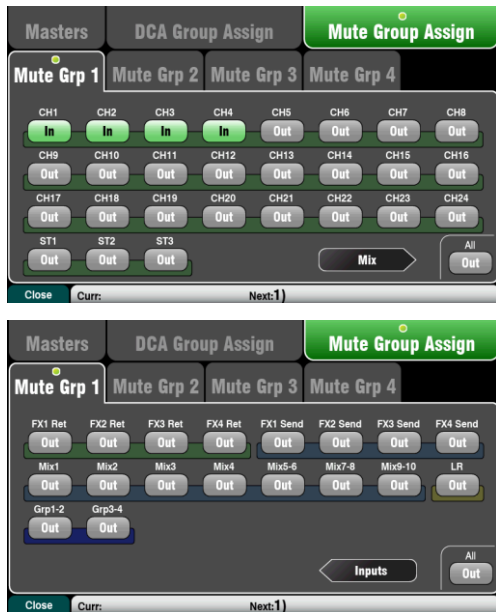 Masters DCA Group Assign Mute Group Assign
Mute Grp 1 Mute Grp 2 Mute Grp 3 Mute Grp 4
CH1 CH2 CH3 CH4 CH5 CH6 CH7 CH8
In In In In Out Out Out Out
CH9 CH10 CH11 CH12 CH13 CH14 CH15 CH16
Out Out Out Out Out Out Out Out
CH17 CH18 CH19 CH20 CH21 CH22 CH23 CH24
Out Out Out Out Out Out Out Out
ST1 ST2 ST3 All
Out Out Out Mix Out
Close Curr: Next:1)
Masters DCA Group Assign Mute Group Assign
Mute Grp 1 Mute Grp 2 Mute Grp 3 Mute Grp 4
FX1 Ret FX2 Ret FX3 Ret FX4 Ret FX1 Send FX2 Send FX3 Send FX4 Send
Out Out Out Out Out Out Out Out
Mix1 Mix2 Mix3 Mix4 Mix5-6 Mix7-8 Mix9-10 LR
Out Out Out Out Out Out Out Out
Grp1-2 Grp3-4
Out Out
All
Inputs Out
Close Curr: Next:1)